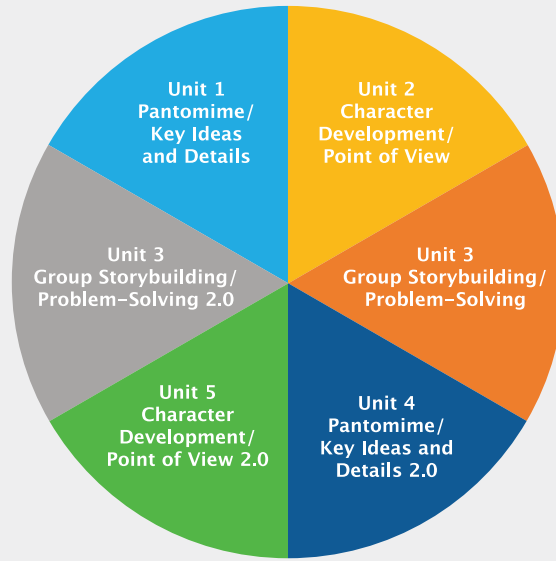 Unit 1
Pantomime/
Key Ideas
and Details
Unit 2
Character
Development/
Point of View
Unit 3
Group Storybuilding/
Problem–Solving
Unit 4
Pantomime/
Key Ideas and
Details 2.0
Unit 5
Character
Development/
Point of View 2.0
Unit 3
Group Storybuilding/
Problem–Solving 2.0